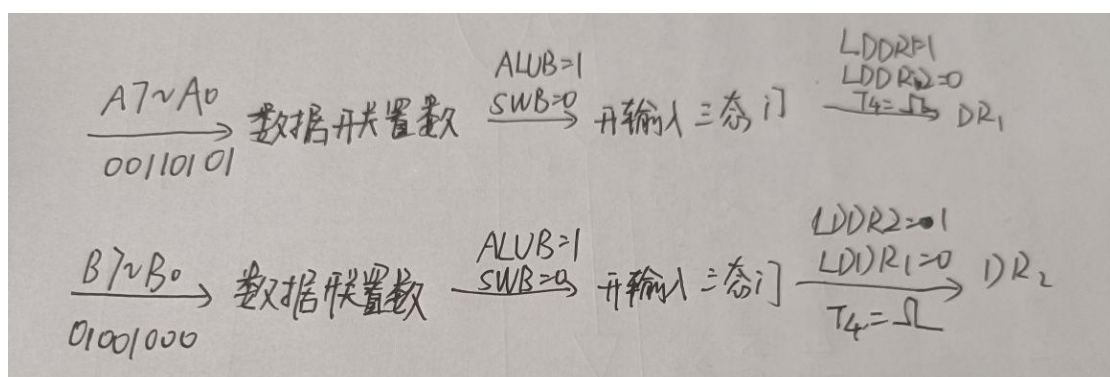 A7~A0
00110101
数据开关置数
ALUB=1
SWB=0
开输入三态门
LDDR1=1
LDDR2=0
T4=⎍
DR1
B7~B0
01001000
数据开关置数
ALUB=1
SWB=0
开输入三态门
LDDR2=1
LDDR1=0
T4=⎍
DR2